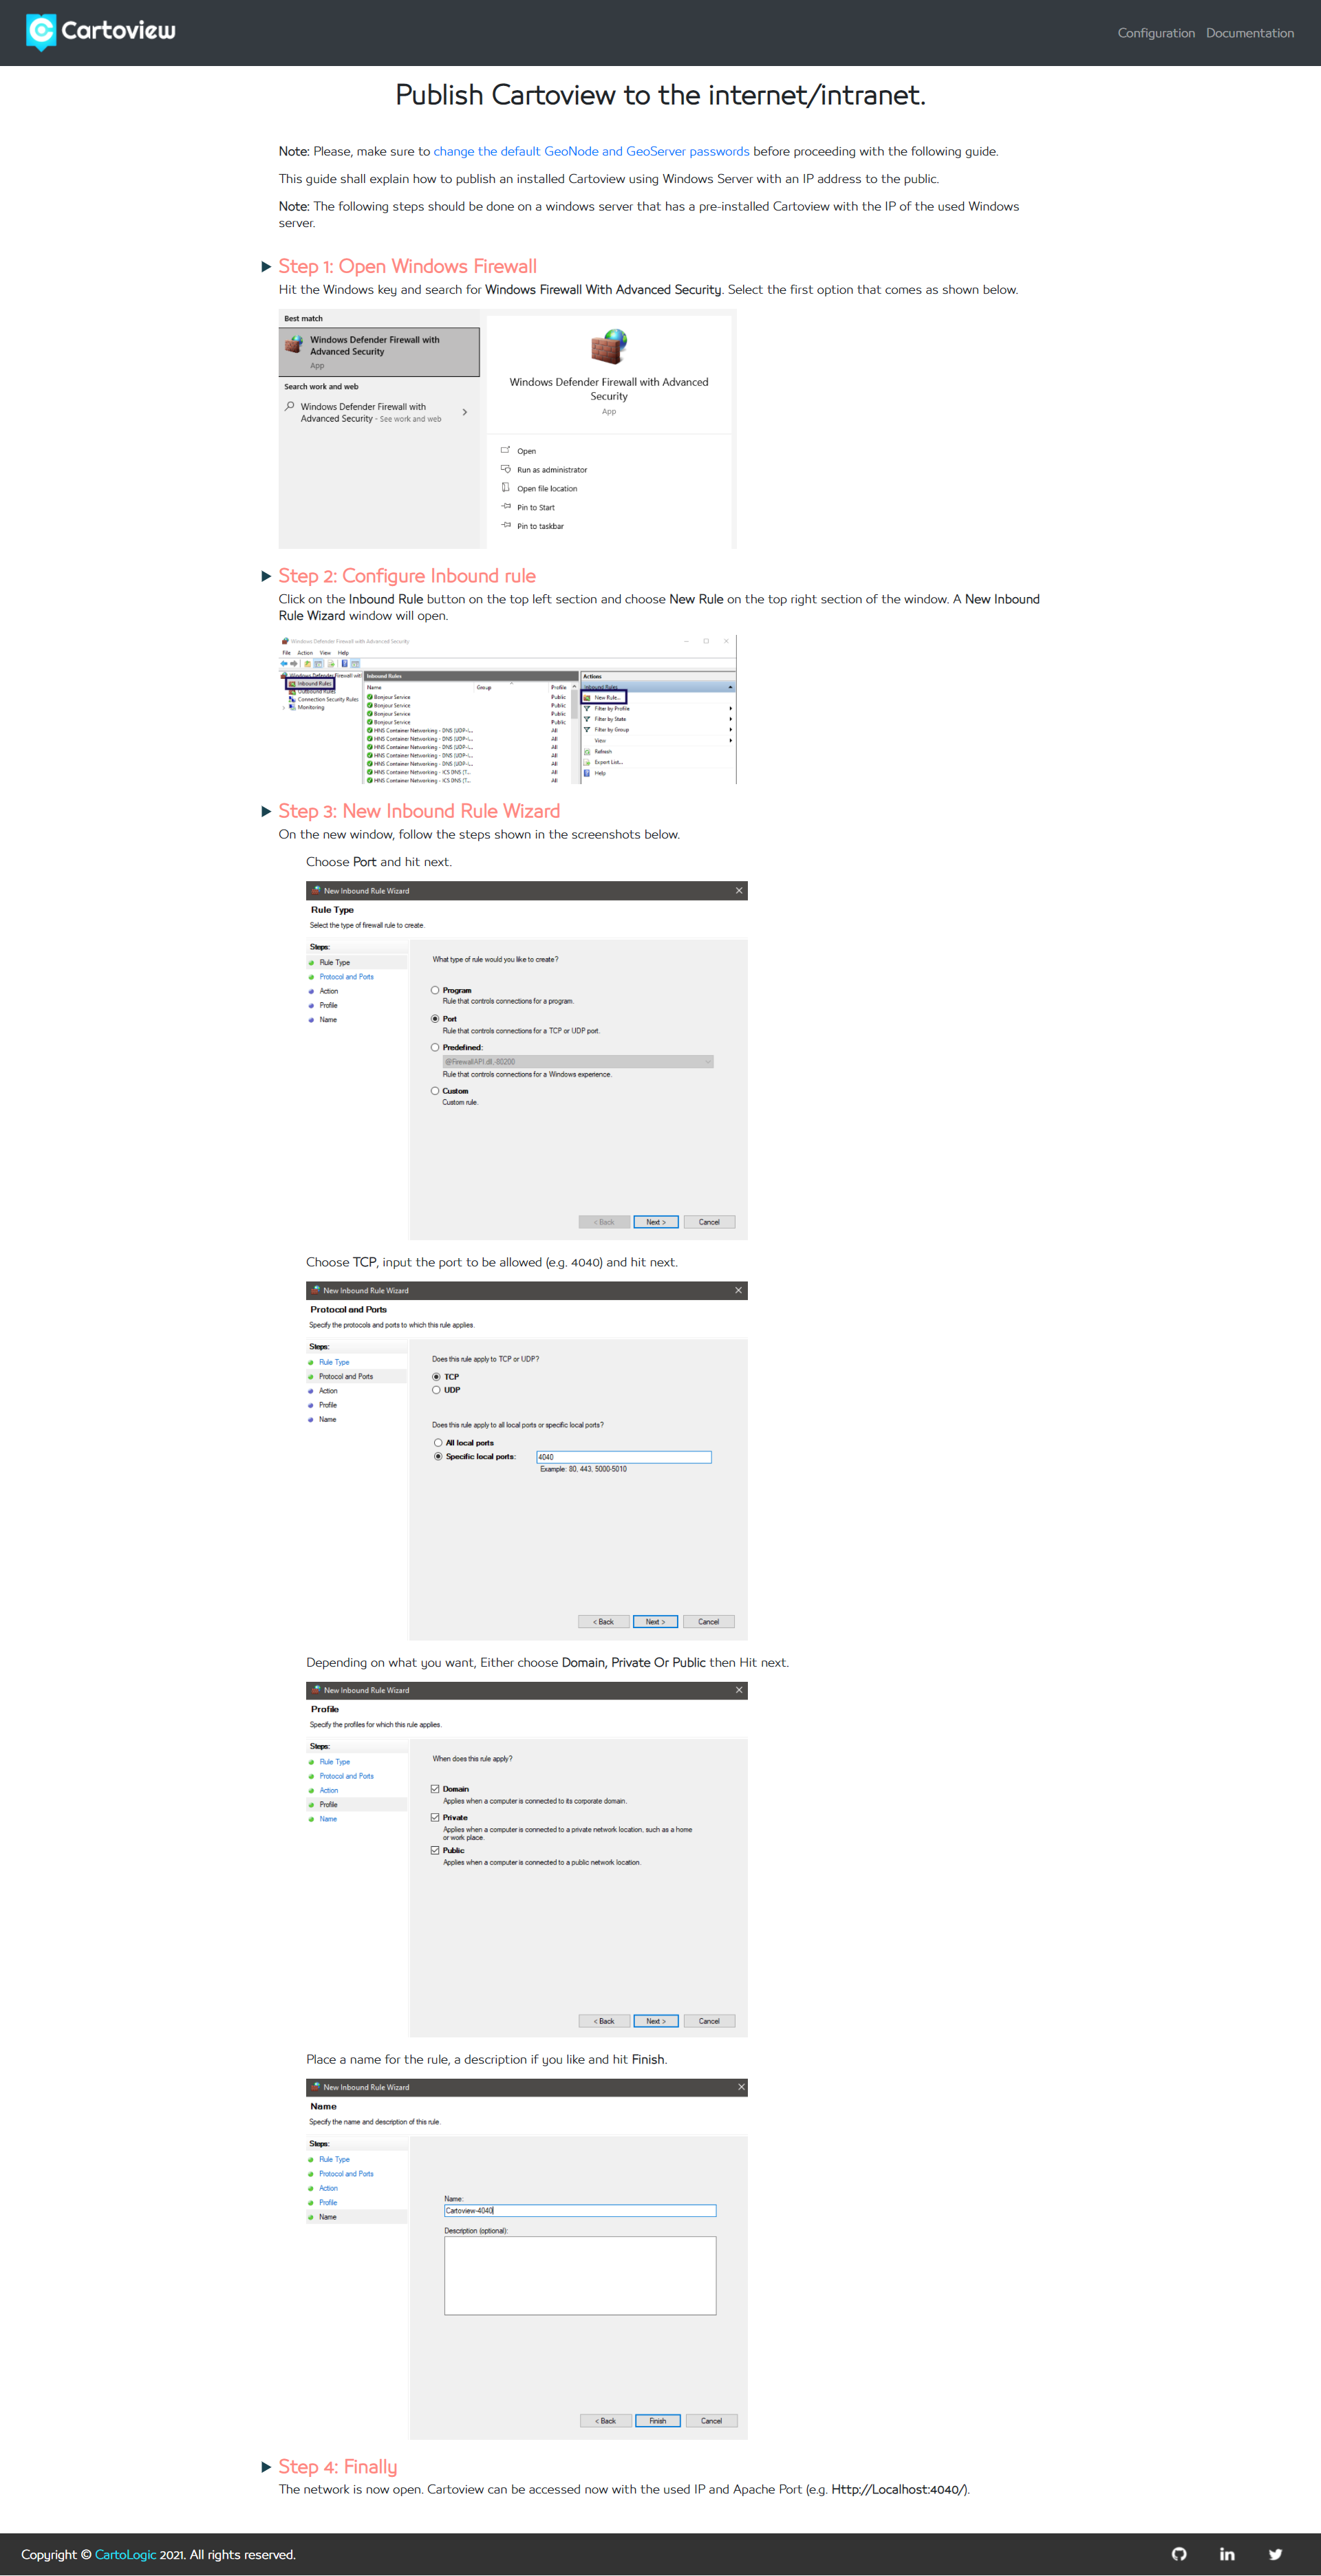 Cartoview
Configuration Documentation
Publish Cartoview to the internet/intranet.
Note: Please, make sure to change the default GeoNode and GeoServer passwords before proceeding with the following guide.
This guide shall explain how to publish an installed Cartoview using Windows Server with an IP address to the public.
Note: The following steps should be done on a windows server that has a pre-installed Cartoview with the IP of the used Windows
server.
Step 1: Open Windows Firewall
Hit the Windows key and search for Windows Firewall With Advanced Security. Select the first option that comes as shown below.
Best match
Windows Defender Firewall with
Advanced Security
App
Search work and web
Windows Defender Firewall with
Advanced Security - See work and web
Windows Defender Firewall with Advanced
Security
App
Open
Run as administrator
Open file location
Pin to Start
Pin to taskbar
Step 2: Configure Inbound rule
Click on the Inbound Rule button on the top left section and choose New Rule on the top right section of the window. A New Inbound
Rule Wizard window will open.
Windows Defender Firewall with Advanced Security
File Action View Help
Windows Defender Firewall wit
Inbound Rules
Outbound Rules
Connection Security Rules
Monitoring
Inbound Rules
Name Group Profile
Bonjour Service Public
Bonjour Service Public
Bonjour Service Public
Bonjour Service Public
HNS Container Networking - DNS (UDP-I... All
HNS Container Networking - DNS (UDP-I... All
HNS Container Networking - DNS (UDP-I... All
HNS Container Networking - DNS (UDP-I... All
HNS Container Networking - DNS (UDP-I... All
HNS Container Networking - ICS DNS (T... All
HNS Container Networking - ICS DNS (T... All
Actions
Inbound Rules
New Rule...
Filter by Profile
Filter by State
Filter by Group
View
Refresh
Export List...
Help
Step 3: New Inbound Rule Wizard
On the new window, follow the steps shown in the screenshots below.
Choose Port and hit next.
New Inbound Rule Wizard
Rule Type
Select the type of firewall rule to create.
Steps:
Rule Type
Protocol and Ports
Action
Profile
Name
What type of rule would you like to create?
Program
Rule that controls connections for a program.
Port
Rule that controls connections for a TCP or UDP port.
Predefined:
@FirewallAPI.dll,-80200
Rule that controls connections for a Windows experience.
Custom
Custom rule.
< Back Next > Cancel
Choose TCP, input the port to be allowed (e.g. 4040) and hit next.
New Inbound Rule Wizard
Protocol and Ports
Specify the protocols and ports to which this rule applies.
Steps:
Rule Type
Protocol and Ports
Action
Profile
Name
Does this rule apply to TCP or UDP?
TCP
UDP
Does this rule apply to all local ports or specific local ports?
All local ports
Specific local ports: 4040
Example: 80, 443, 5000-5010
< Back Next > Cancel
Depending on what you want, Either choose Domain, Private Or Public then Hit next.
New Inbound Rule Wizard
Profile
Specify the profiles for which this rule applies.
Steps:
Rule Type
Protocol and Ports
Action
Profile
Name
When does this rule apply?
Domain
Applies when a computer is connected to its corporate domain.
Private
Applies when a computer is connected to a private network location, such as a home
or work place.
Public
Applies when a computer is connected to a public network location.
< Back Next > Cancel
Place a name for the rule, a description if you like and hit Finish.
New Inbound Rule Wizard
Name
Specify the name and description of this rule.
Steps:
Rule Type
Protocol and Ports
Action
Profile
Name
Name:
Cartoview-4040
Description (optional):
< Back Finish Cancel
Step 4: Finally
The network is now open. Cartoview can be accessed now with the used IP and Apache Port (e.g. Http://Localhost:4040/).
Copyright © CartoLogic 2021. All rights reserved.